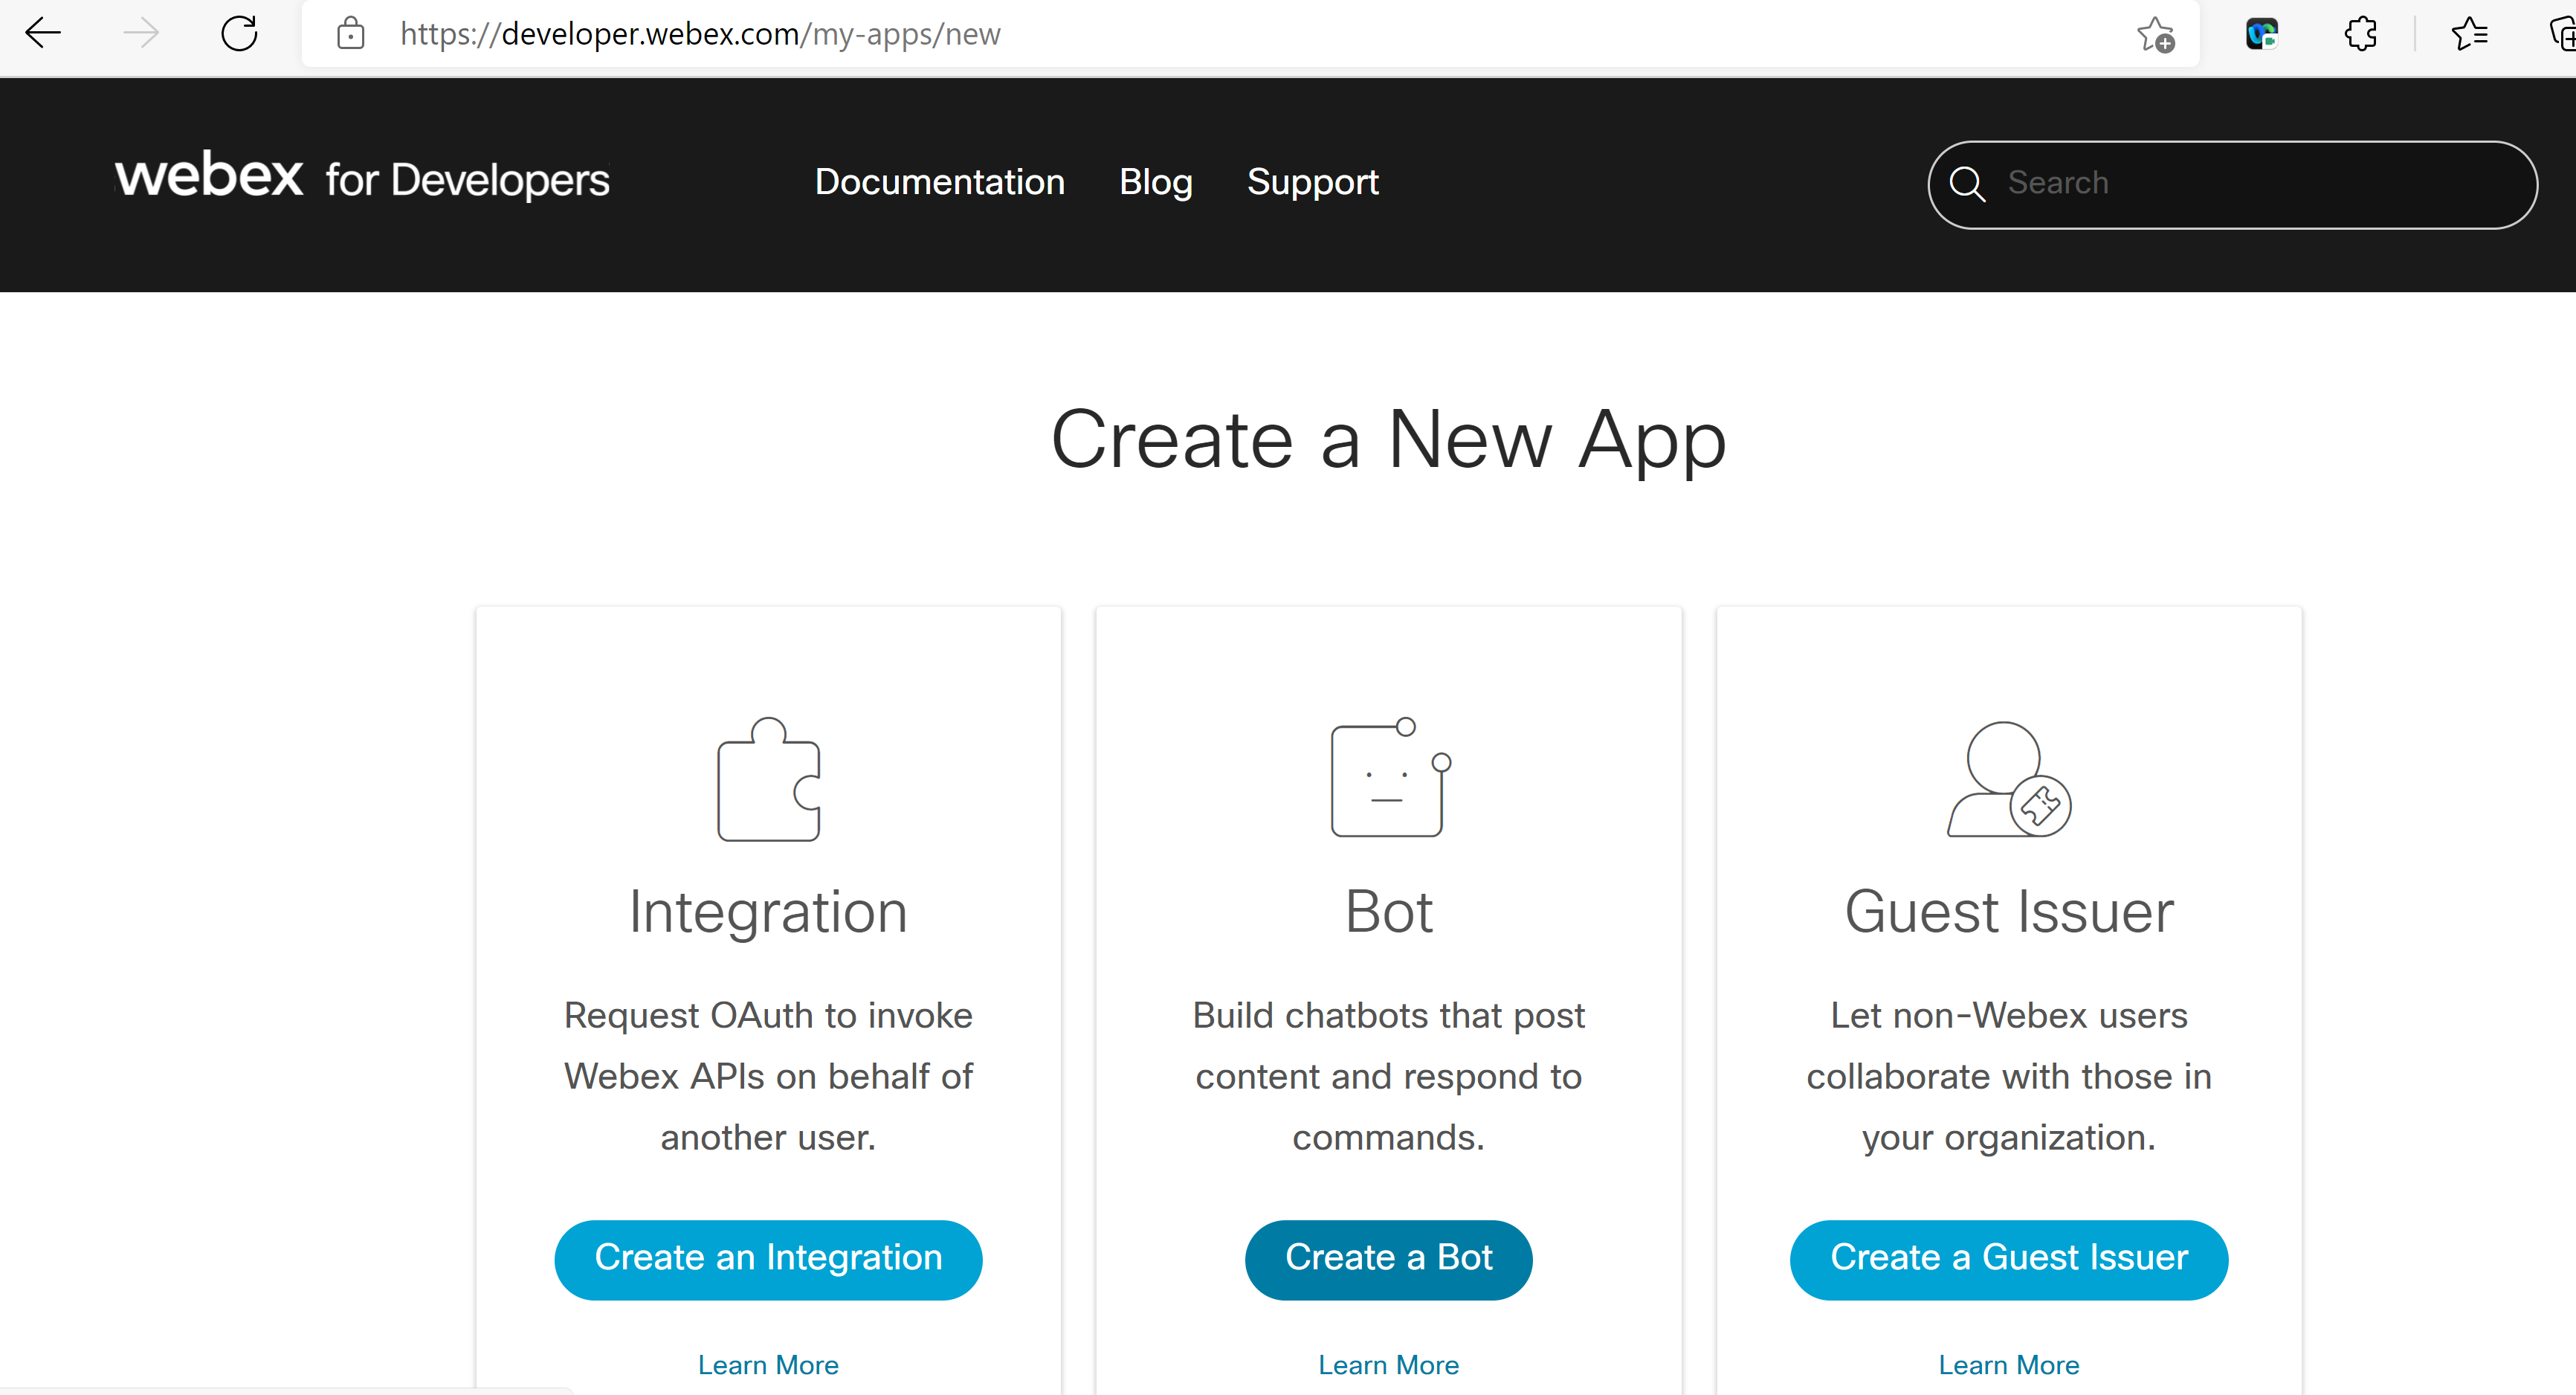 https://developer.webex.com/my-apps/new
webex for Developers
Documentation Blog Support
Search
Create a New App
Integration
Request OAuth to invoke
Webex APIs on behalf of
another user.
Create an Integration
Learn More
Bot
Build chatbots that post
content and respond to
commands.
Create a Bot
Learn More
Guest Issuer
Let non-Webex users
collaborate with those in
your organization.
Create a Guest Issuer
Learn More